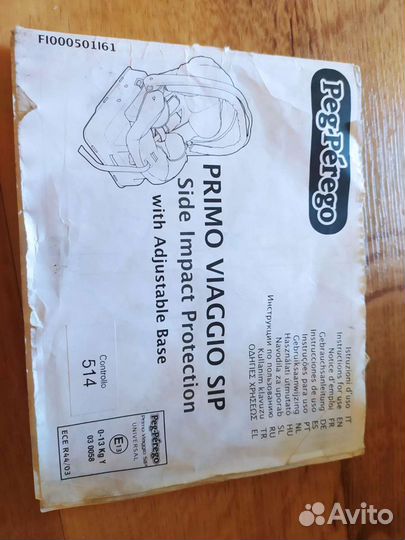 FI000501I61
Peg-Pérego
PRIMO VIAGGIO SIP
Side Impact Protection
with Adjustable Base
IT Istruzioni d'uso
EN Instructions for use
FR Notice d'emploi
DE Gebrauchsanleitung
ES Instrucciones de uso
PT Instruções para uso
NL Gebruiksaanwijzing
HU Használati útmutató
SL Navodila za uporab
RU Инструкции по пользованию
TR Kullanim klavuzu
EL ΟΔΗΓΙΕΣ ΧΡΗΣΕΩΣ
Controllo
514
Peg-Pérego
Primo Viaggio SIP
UNIVERSAL
0-13 Kg Y
E13
03 0058
ECE R44/03
Avito